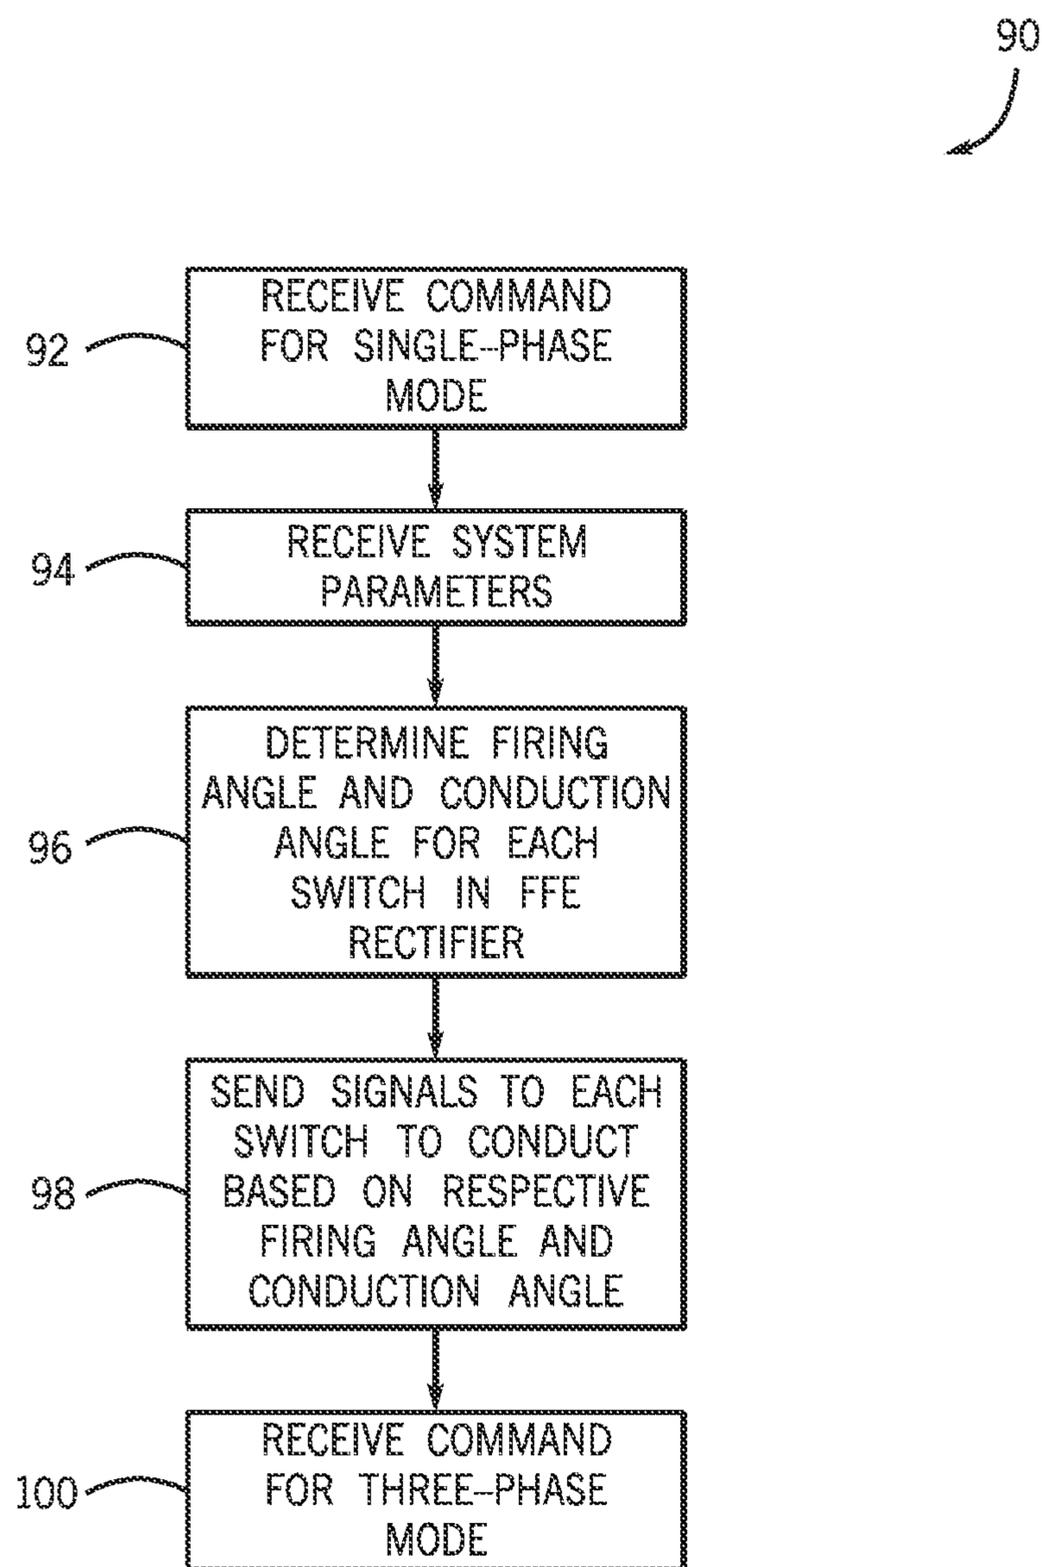 90
RECEIVE COMMAND
FOR SINGLE-PHASE
MODE
92
RECEIVE SYSTEM
PARAMETERS
94
DETERMINE FIRING
ANGLE AND CONDUCTION
ANGLE FOR EACH
SWITCH IN FFE
RECTIFIER
96
SEND SIGNALS TO EACH
SWITCH TO CONDUCT
BASED ON RESPECTIVE
FIRING ANGLE AND
CONDUCTION ANGLE
98
RECEIVE COMMAND
FOR THREE-PHASE
MODE
100